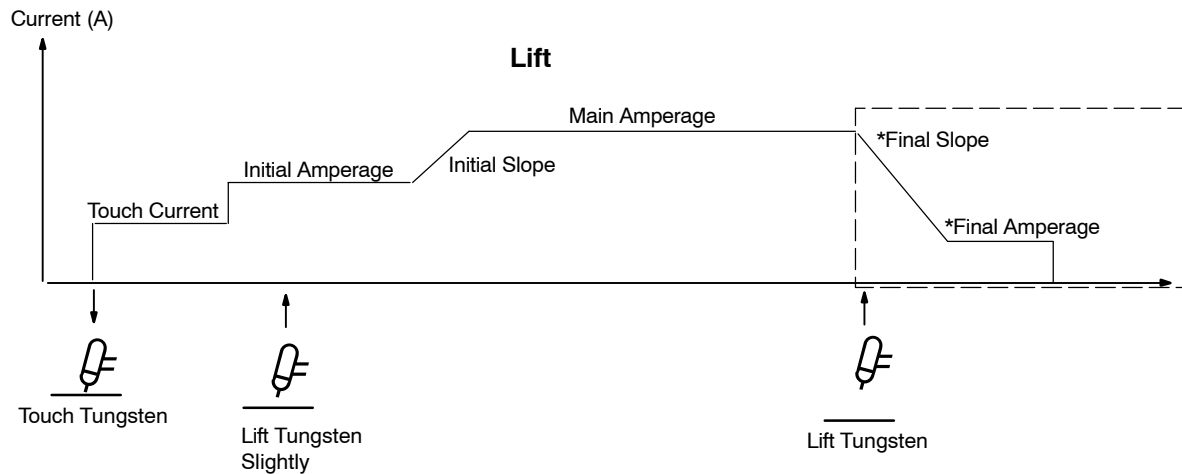 Current (A)
Lift
Main Amperage
*Final Slope
Initial Amperage
Initial Slope
Touch Current
*Final Amperage
Touch Tungsten
Lift Tungsten
Slightly
Lift Tungsten